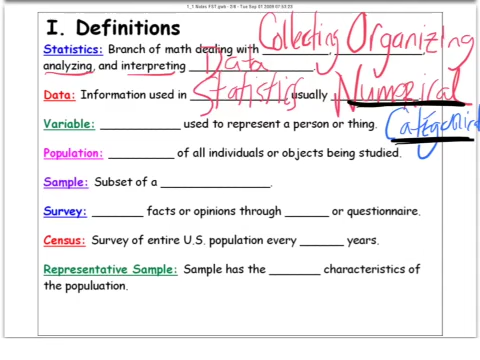 1_1 Notes FST.gwb - 2/8 - Tue Sep 01 2009 07:53:03
I. Definitions
Statistics: Branch of math dealing with Collecting Organizing
analyzing, and interpreting Data.
Data: Information used in Statistics usually Numerical
Variable: ____________ used to represent a person or thing. Categorical
Population: __________ of all individuals or objects being studied.
Sample: Subset of a _________________.
Survey: ________ facts or opinions through _______ or questionnaire.
Census: Survey of entire U.S. population every _______ years.
Representative Sample: Sample has the ________ characteristics of
the populuation.